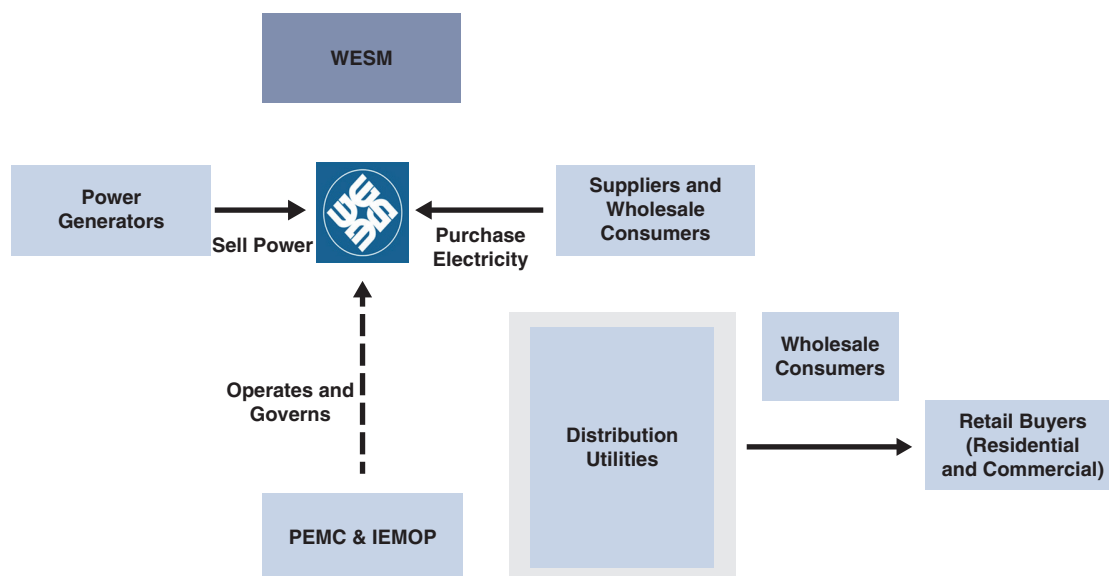 WESM
Power
Generators
Sell Power
Purchase
Electricity
Suppliers and
Wholesale
Consumers
Operates and
Governs
PEMC & IEMOP
Distribution
Utilities
Wholesale
Consumers
Retail Buyers
(Residential
and Commercial)